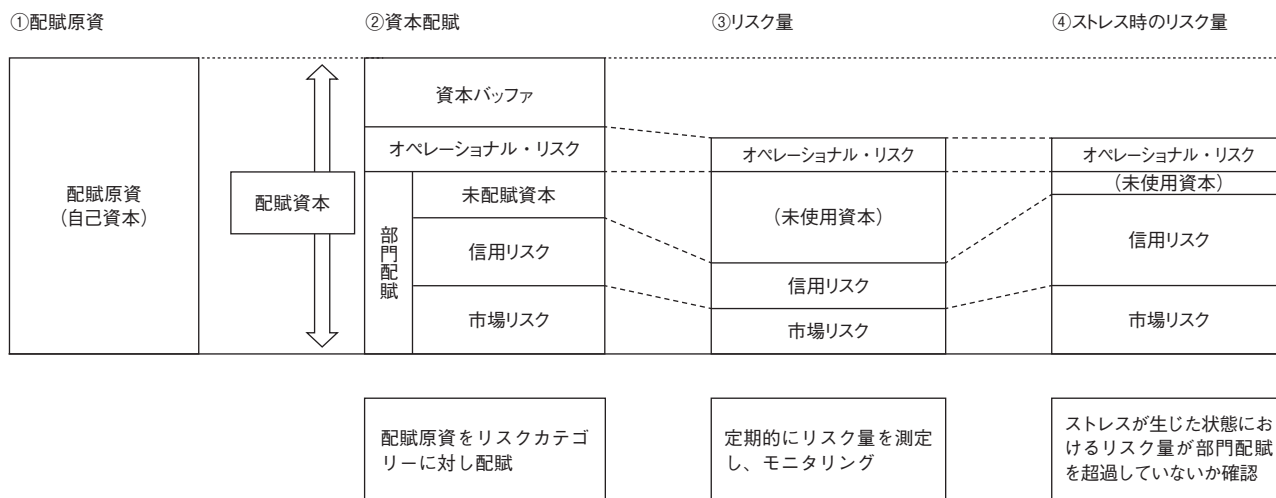 ①配賦原資
②資本配賦
③リスク量
④ストレス時のリスク量
配賦原資
(自己資本)
配賦資本
資本バッファ
オペレーショナル・リスク
部門配賦
未配賦資本
信用リスク
市場リスク
オペレーショナル・リスク
(未使用資本)
信用リスク
市場リスク
オペレーショナル・リスク
(未使用資本)
信用リスク
市場リスク
配賦原資をリスクカテゴ
リーに対し配賦
定期的にリスク量を測定
し、モニタリング
ストレスが生じた状態にお
けるリスク量が部門配賦
を超過していないか確認